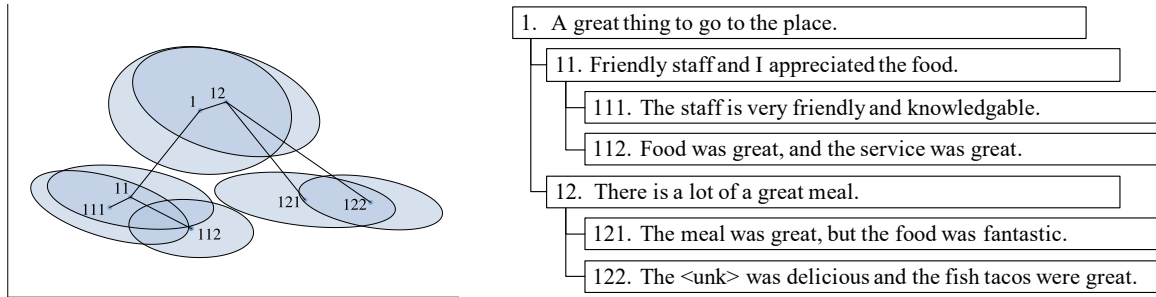 1
12
11
111
112
121
122
1. A great thing to go to the place.
11. Friendly staff and I appreciated the food.
111. The staff is very friendly and knowledgable.
112. Food was great, and the service was great.
12. There is a lot of a great meal.
121. The meal was great, but the food was fantastic.
122. The <unk> was delicious and the fish tacos were great.